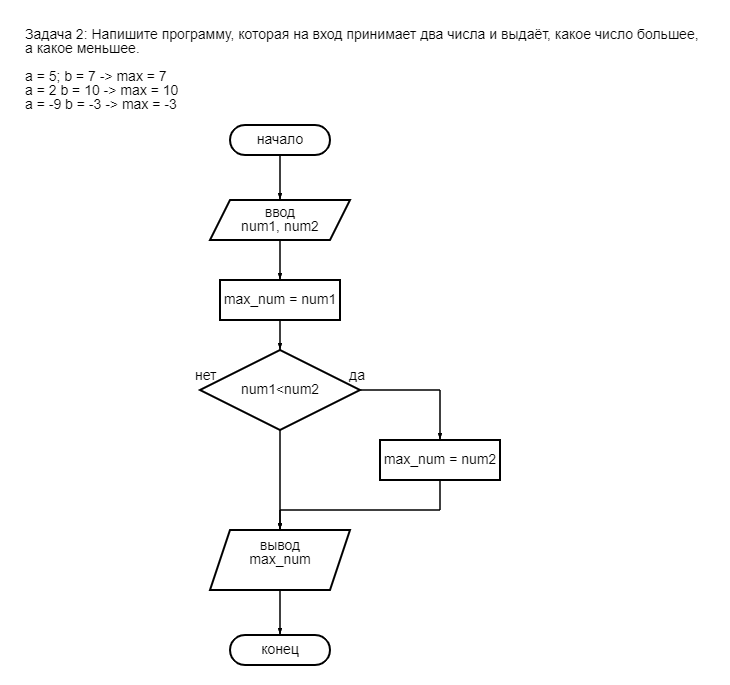 Задача 2: Напишите программу, которая на вход принимает два числа и выдаёт, какое число большее,
а какое меньшее.
a = 5; b = 7 -> max = 7
a = 2 b = 10 -> max = 10
a = -9 b = -3 -> max = -3
начало
ввод
num1, num2
max_num = num1
нет
да
num1<num2
max_num = num2
вывод
max_num
конец